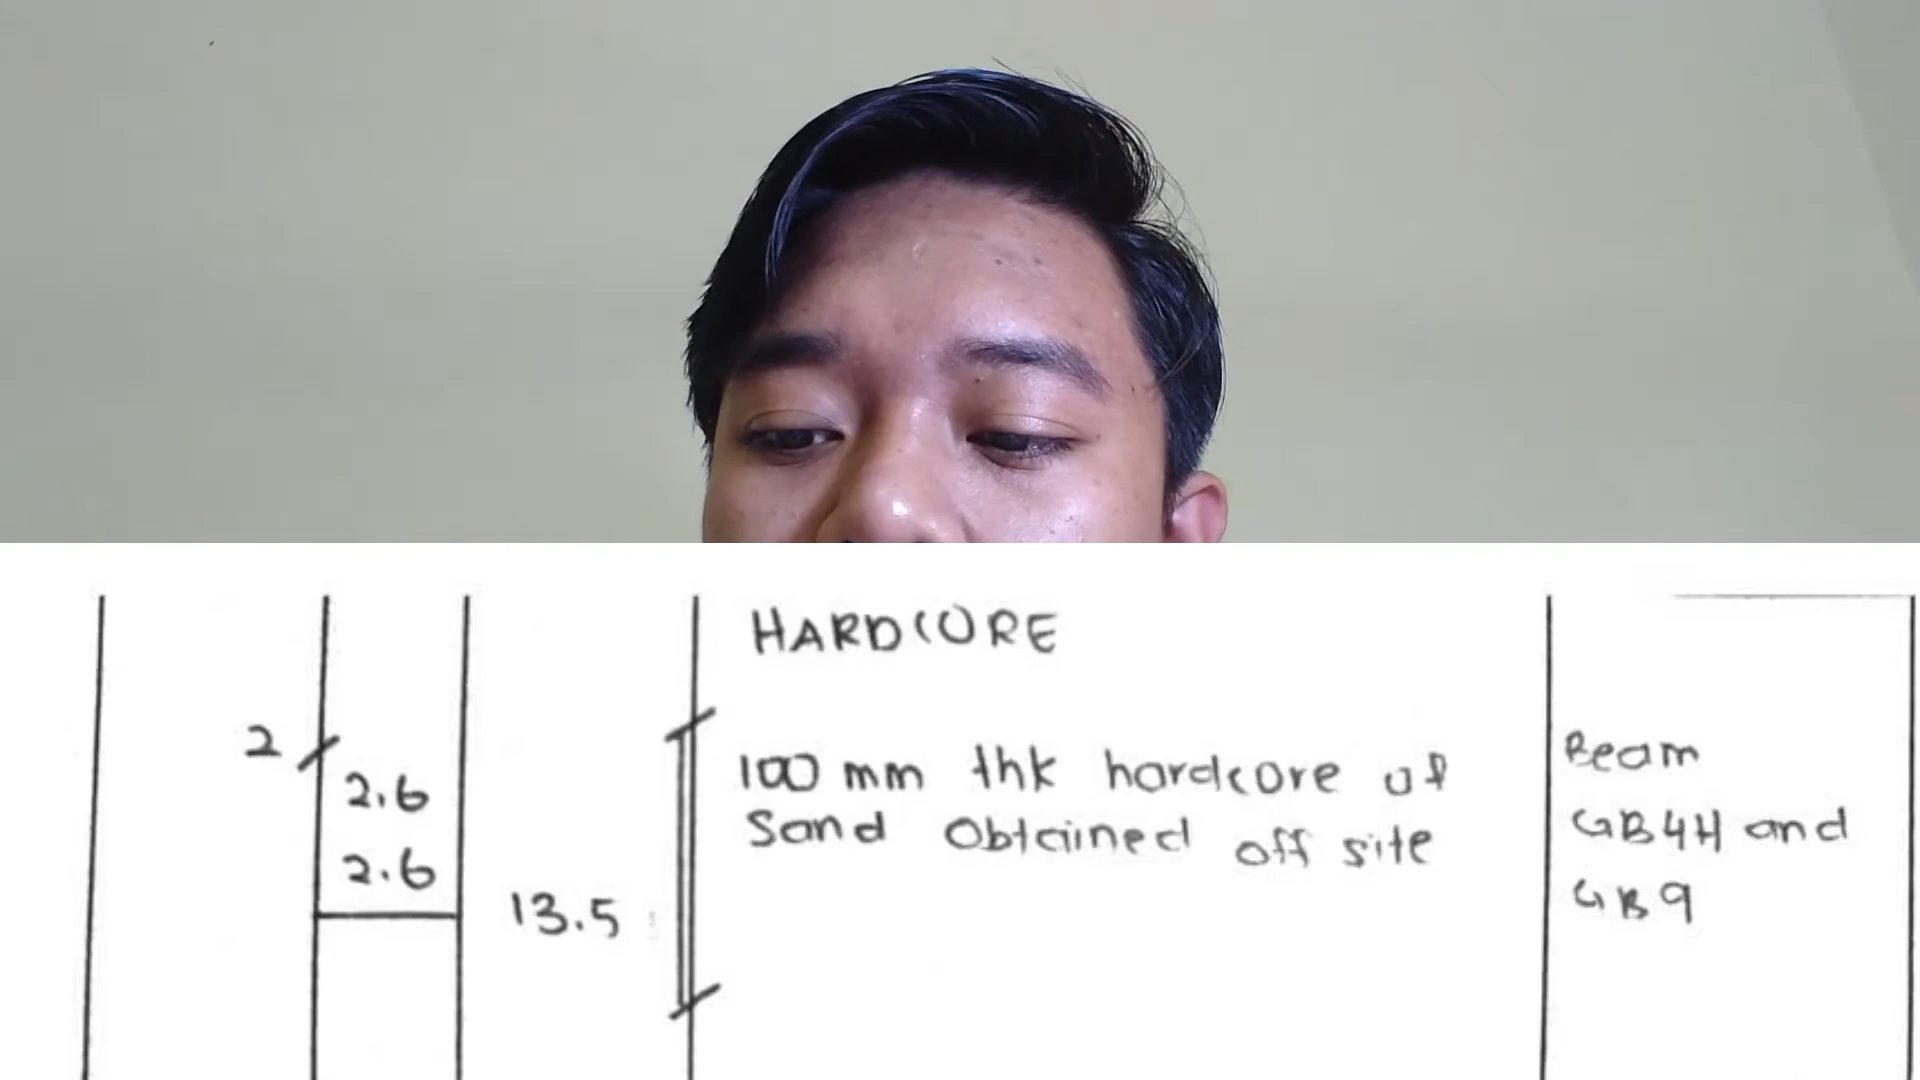 HARDCORE
2
2.6
2.6
13.5
100 mm thk hardcore of
Sand Obtained off site
Beam
GB4H and
GB9